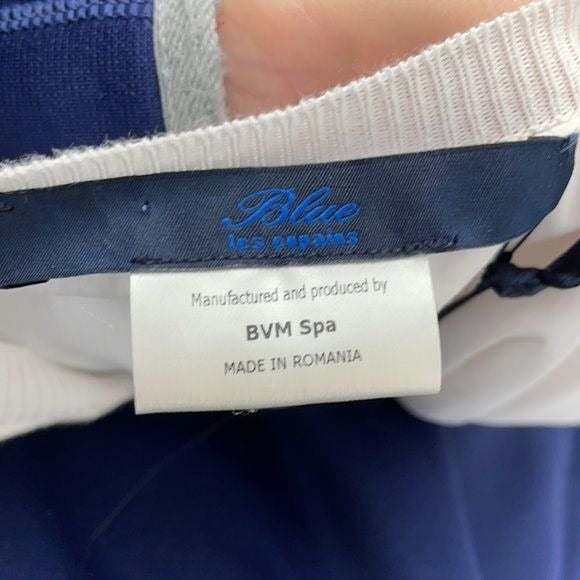 Blue
les copains
Manufactured and produced by
BVM Spa
MADE IN ROMANIA